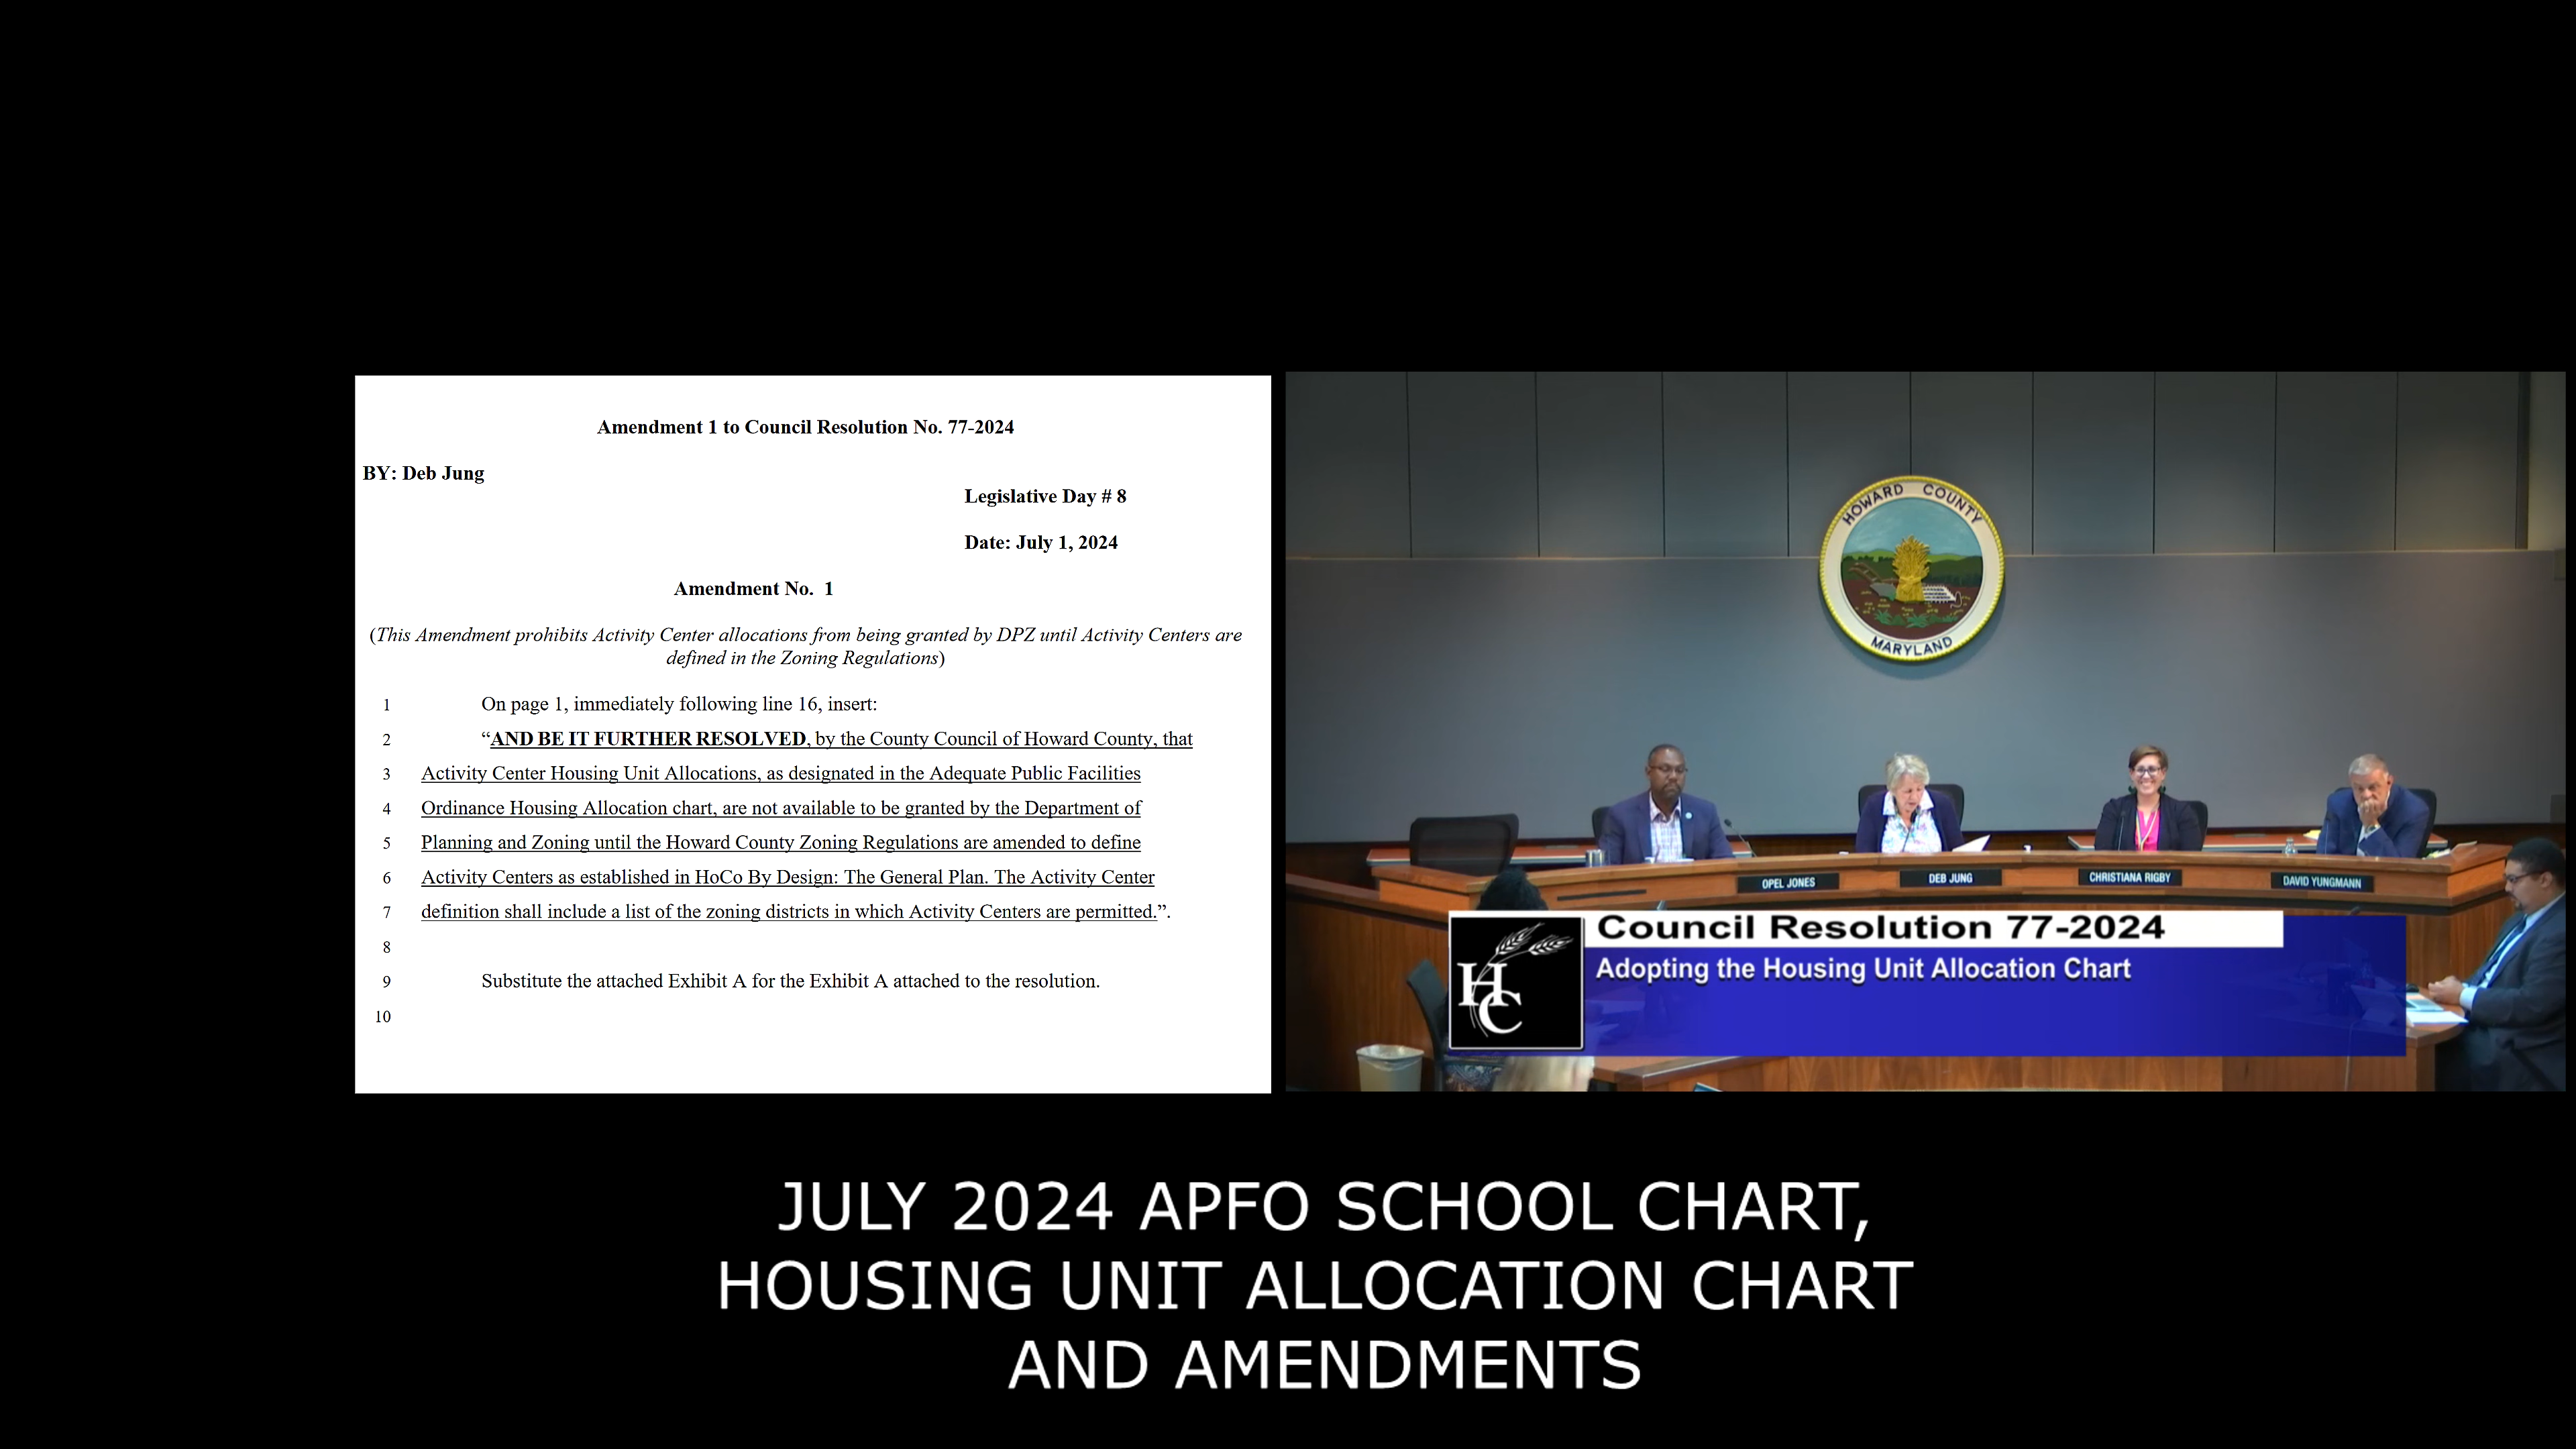 Amendment 1 to Council Resolution No. 77-2024
BY: Deb Jung
Legislative Day # 8
Date: July 1, 2024
Amendment No. 1
(This Amendment prohibits Activity Center allocations from being granted by DPZ until Activity Centers are
defined in the Zoning Regulations)
1 On page 1, immediately following line 16, insert:
2 “AND BE IT FURTHER RESOLVED, by the County Council of Howard County, that
3 Activity Center Housing Unit Allocations, as designated in the Adequate Public Facilities
4 Ordinance Housing Allocation chart, are not available to be granted by the Department of
5 Planning and Zoning until the Howard County Zoning Regulations are amended to define
6 Activity Centers as established in HoCo By Design: The General Plan. The Activity Center
7 definition shall include a list of the zoning districts in which Activity Centers are permitted.”.
8
9 Substitute the attached Exhibit A for the Exhibit A attached to the resolution.
10
HOWARD COUNTY
MARYLAND
OPEL JONES
DEB JUNG
CHRISTIANA RIGBY
DAVID YUNGMANN
HC
Council Resolution 77-2024
Adopting the Housing Unit Allocation Chart
JULY 2024 APFO SCHOOL CHART,
HOUSING UNIT ALLOCATION CHART
AND AMENDMENTS